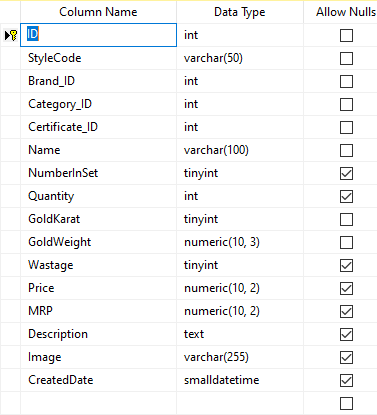 Column Name Data Type Allow Nulls
ID int
StyleCode varchar(50)
Brand_ID int
Category_ID int
Certificate_ID int
Name varchar(100)
NumberInSet tinyint
Quantity int
GoldKarat tinyint
GoldWeight numeric(10, 3)
Wastage tinyint
Price numeric(10, 2)
MRP numeric(10, 2)
Description text
Image varchar(255)
CreatedDate smalldatetime